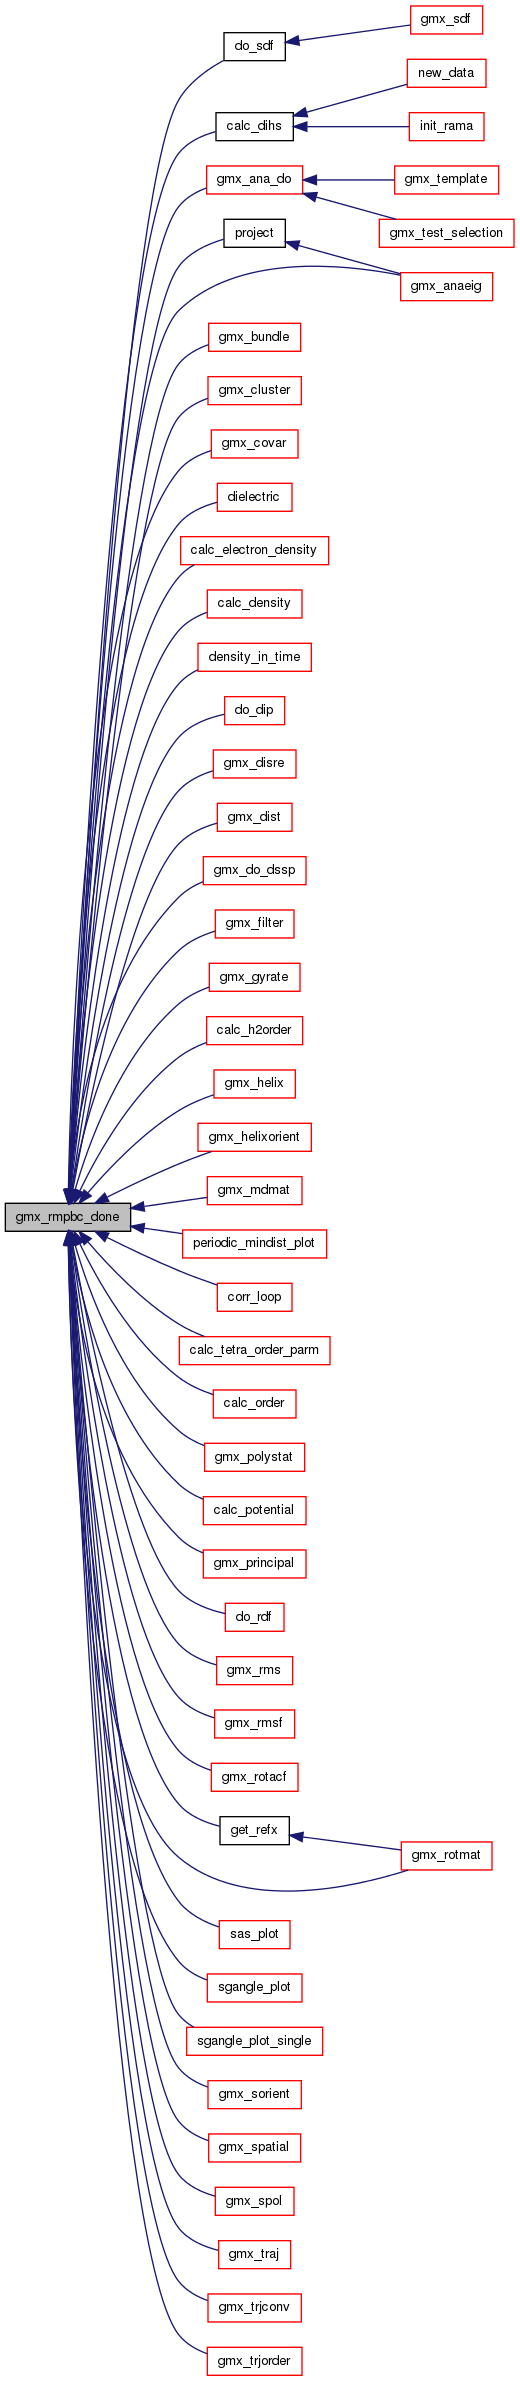 do_sdf
gmx_sdf
calc_dihs
new_data
init_rama
gmx_ana_do
gmx_template
gmx_test_selection
project
gmx_anaeig
gmx_bundle
gmx_cluster
gmx_covar
dielectric
calc_electron_density
calc_density
density_in_time
do_dip
gmx_disre
gmx_dist
gmx_do_dssp
gmx_filter
gmx_gyrate
calc_h2order
gmx_helix
gmx_helixorient
gmx_mdmat
gmx_rmpbc_done
periodic_mindist_plot
corr_loop
calc_tetra_order_parm
calc_order
gmx_polystat
calc_potential
gmx_principal
do_rdf
gmx_rms
gmx_rmsf
gmx_rotacf
get_refx
gmx_rotmat
sas_plot
sgangle_plot
sgangle_plot_single
gmx_sorient
gmx_spatial
gmx_spol
gmx_traj
gmx_trjconv
gmx_trjorder